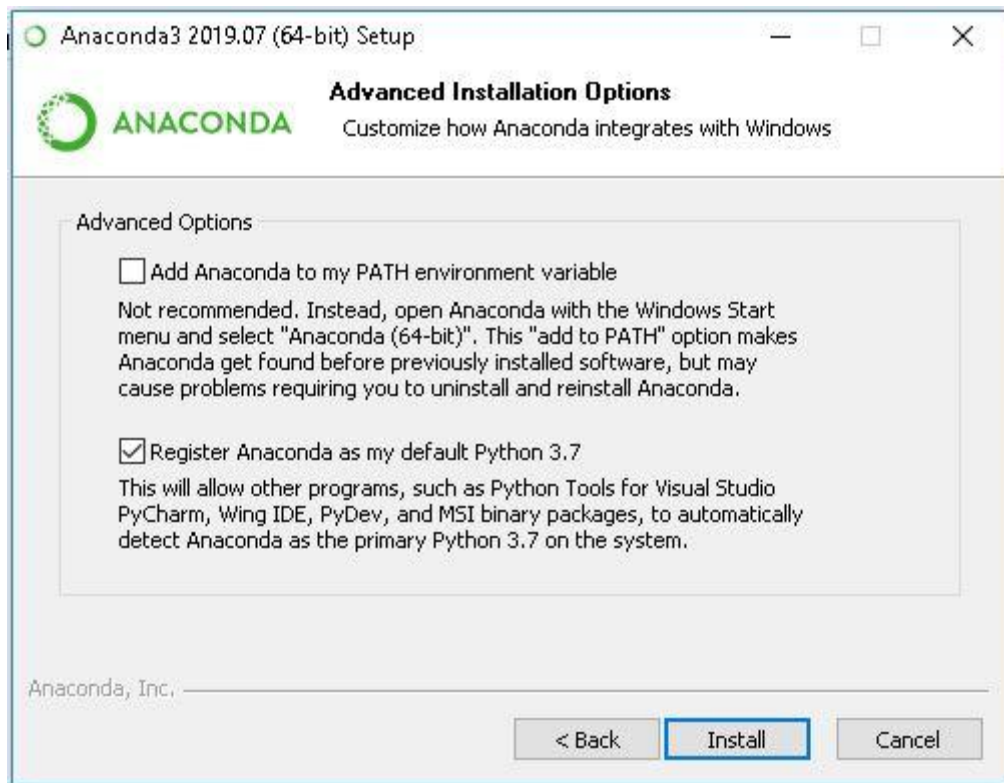 Anaconda3 2019.07 (64-bit) Setup
ANACONDA
Advanced Installation Options
Customize how Anaconda integrates with Windows
Advanced Options
Add Anaconda to my PATH environment variable
Not recommended. Instead, open Anaconda with the Windows Start
menu and select "Anaconda (64-bit)". This "add to PATH" option makes
Anaconda get found before previously installed software, but may
cause problems requiring you to uninstall and reinstall Anaconda.
Register Anaconda as my default Python 3.7
This will allow other programs, such as Python Tools for Visual Studio
PyCharm, Wing IDE, PyDev, and MSI binary packages, to automatically
detect Anaconda as the primary Python 3.7 on the system.
Anaconda, Inc.
< Back
Install
Cancel